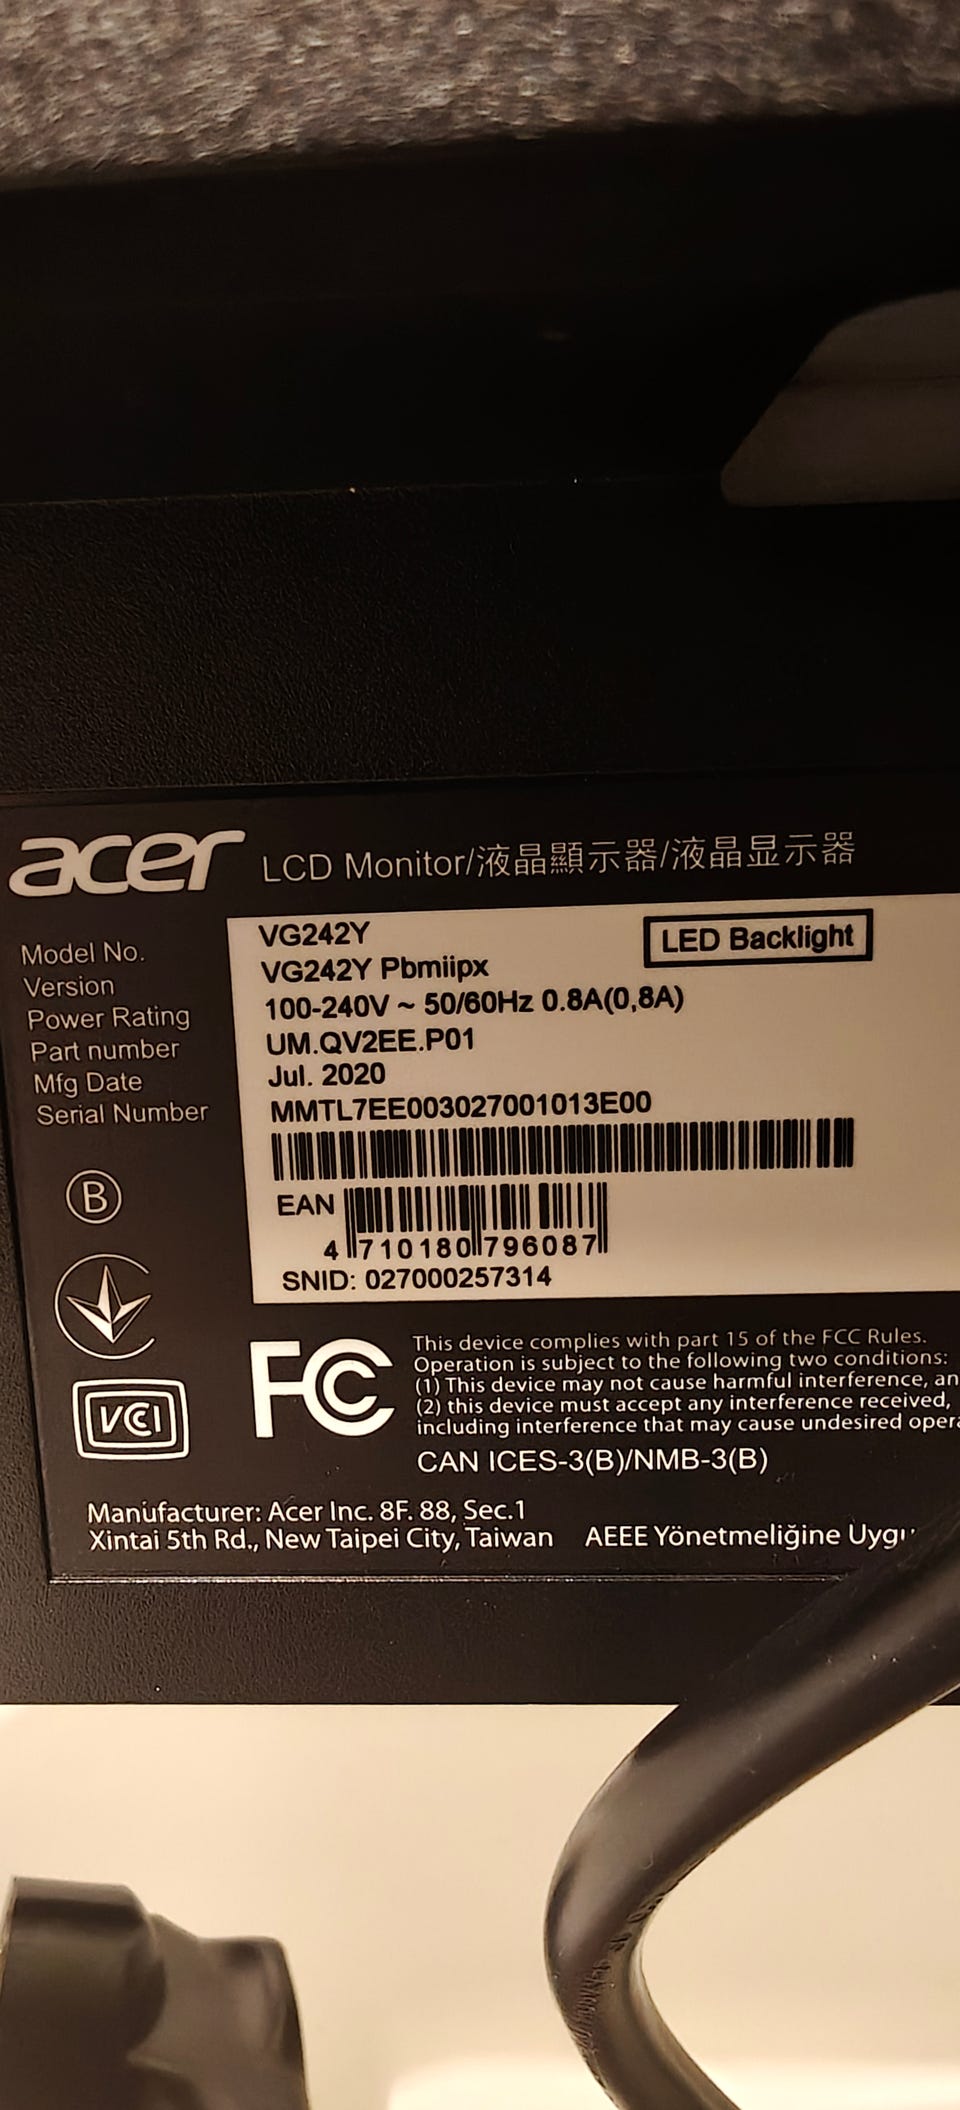 acer LCD Monitor/液晶顯示器/液晶显示器
Model No. VG242Y
LED Backlight
Version VG242Y Pbmiipx
Power Rating 100-240V ~ 50/60Hz 0.8A(0,8A)
Part number UM.QV2EE.P01
Mfg Date Jul. 2020
Serial Number MMTL7EE003027001013E00
EAN
4 710180 796087
SNID: 027000257314
B
VCI
FC
This device complies with part 15 of the FCC Rules.
Operation is subject to the following two conditions:
(1) This device may not cause harmful interference, an
(2) this device must accept any interference received,
including interference that may cause undesired opera
CAN ICES-3(B)/NMB-3(B)
Manufacturer: Acer Inc. 8F. 88, Sec.1
Xintai 5th Rd., New Taipei City, Taiwan
AEEE Yönetmeliğine